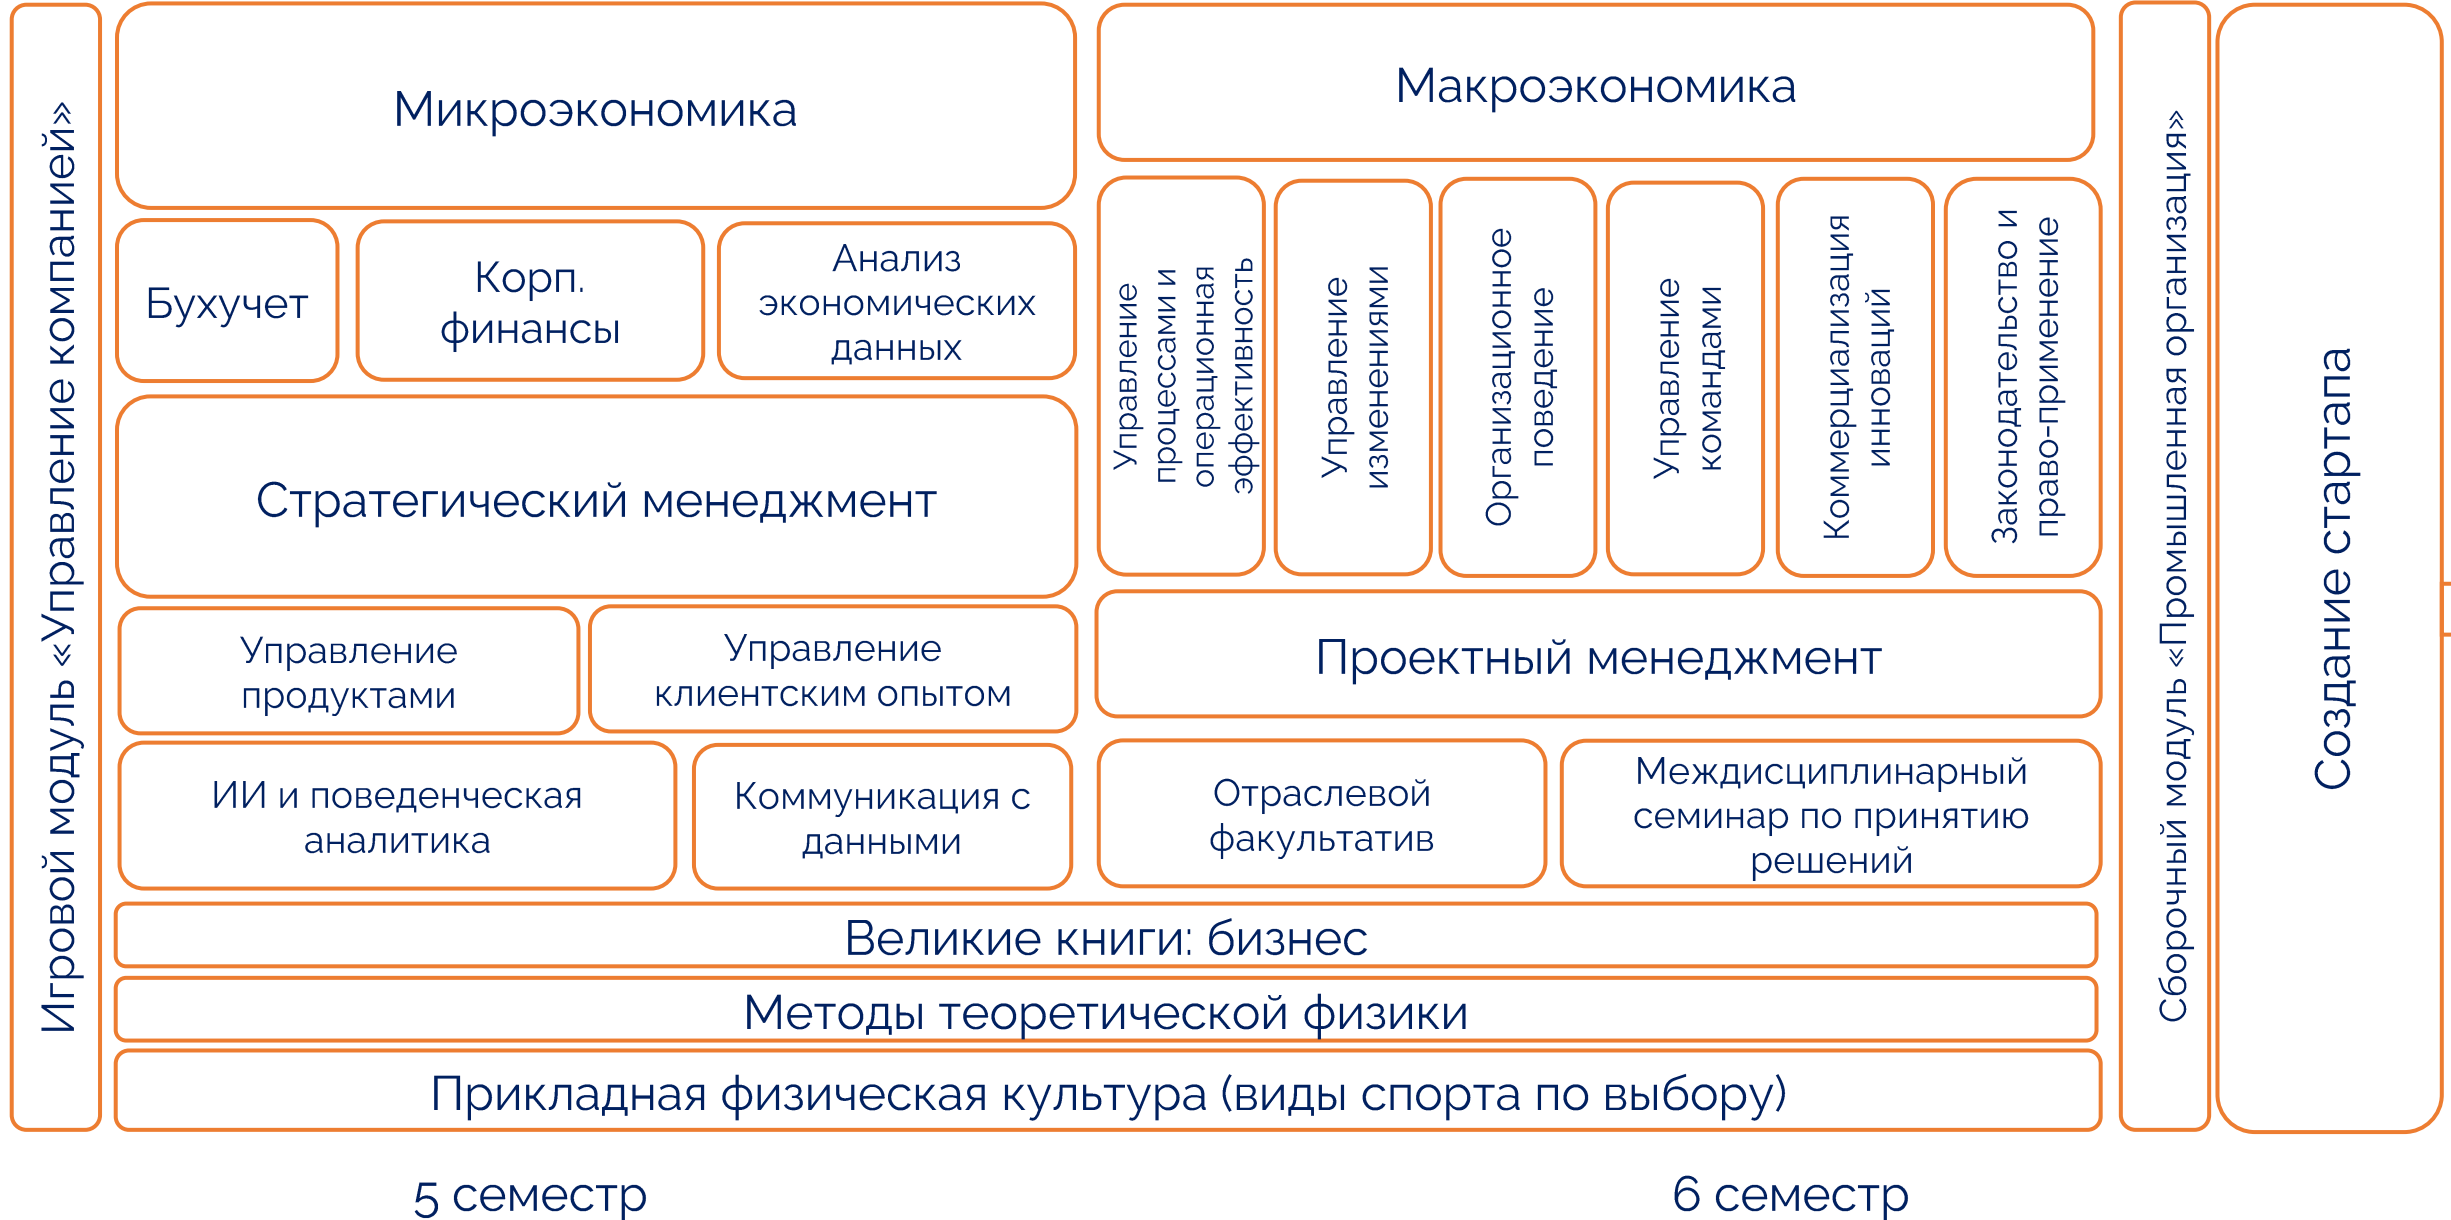 Игровой модуль «Управление компанией»
Микроэкономика
Бухучет
Корп.
финансы
Анализ
экономических
данных
Стратегический менеджмент
Управление
продуктами
Управление
клиентским опытом
ИИ и поведенческая
аналитика
Коммуникация с
данными
Макроэкономика
Управление
процессами и
операционная
эффективность
Управление
изменениями
Организационное
поведение
Управление
командами
Коммерциализация
инноваций
Законодательство и
право-применение
Проектный менеджмент
Отраслевой
факультатив
Междисциплинарный
семинар по принятию
решений
Великие книги: бизнес
Методы теоретической физики
Прикладная физическая культура (виды спорта по выбору)
Сборочный модуль «Промышленная организация»
Создание стартапа
5 семестр
6 семестр